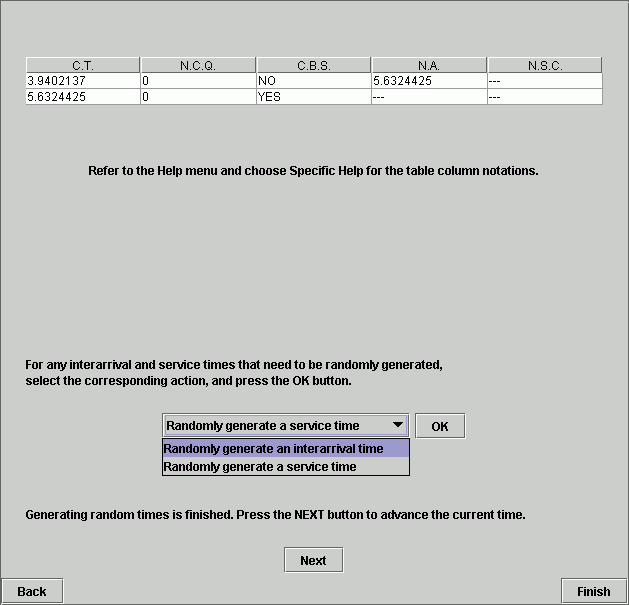 C.T. N.C.Q. C.B.S. N.A. N.S.C.
3.9402137 0 NO 5.6324425 ---
5.6324425 0 YES --- ---
Refer to the Help menu and choose Specific Help for the table column notations.
For any interarrival and service times that need to be randomly generated,
select the corresponding action, and press the OK button.
Randomly generate a service time OK
Randomly generate an interarrival time
Randomly generate a service time
Generating random times is finished. Press the NEXT button to advance the current time.
Next
Back Finish